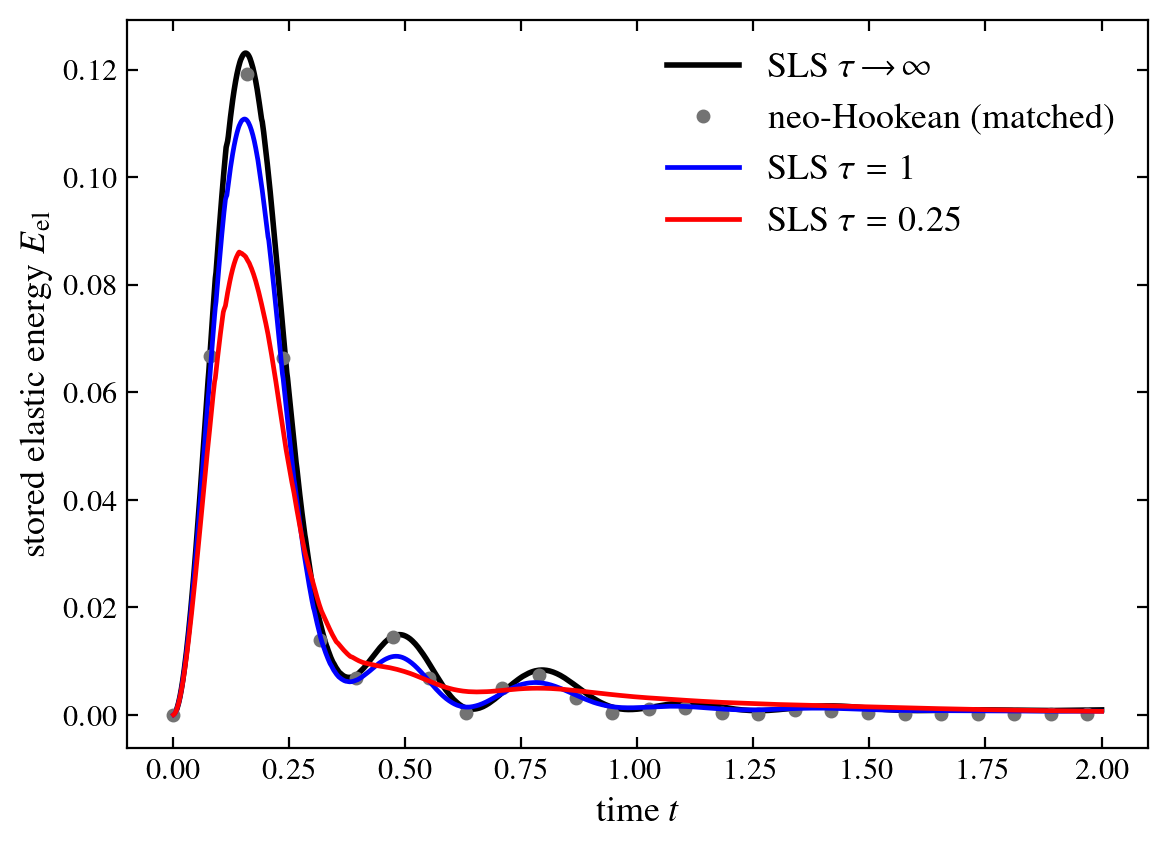 SLS τ → ∞
neo-Hookean (matched)
SLS τ = 1
SLS τ = 0.25
stored elastic energy E_el
0.12
0.10
0.08
0.06
0.04
0.02
0.00
0.00 0.25 0.50 0.75 1.00 1.25 1.50 1.75 2.00
time t